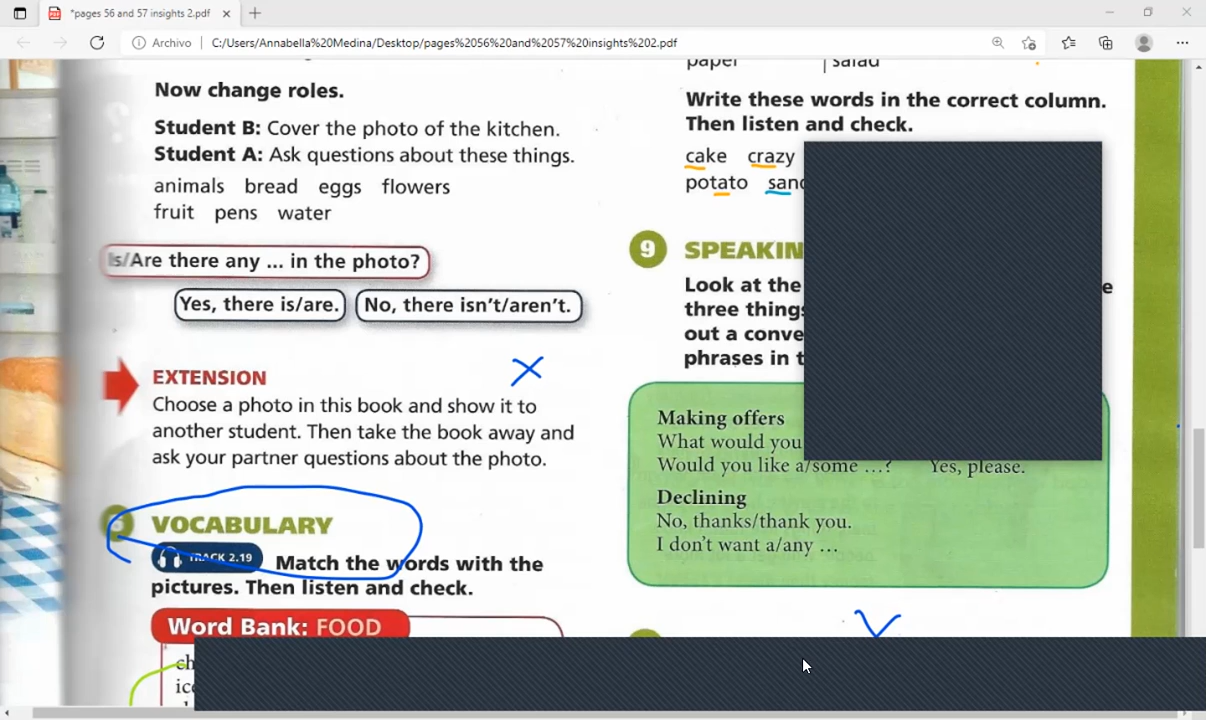 *pages 56 and 57 insights 2.pdf
Archivo C:/Users/Annabella%20Medina/Desktop/pages%2056%20and%2057%20insights%202.pdf
Now change roles.
Student B: Cover the photo of the kitchen.
Student A: Ask questions about these things.
animals bread eggs flowers
fruit pens water
Is/Are there any ... in the photo?
Yes, there is/are. No, there isn't/aren't.
EXTENSION
Choose a photo in this book and show it to
another student. Then take the book away and
ask your partner questions about the photo.
VOCABULARY
TRACK 2.19 Match the words with the
pictures. Then listen and check.
Word Bank: FOOD
paper salad
Write these words in the correct column.
Then listen and check.
cake crazy
potato
9 SPEAKIN
Look at the
three things
out a conve
phrases in t
Making offers
What would you
Would you like a/some ...? Yes, please.
Declining
No, thanks/thank you.
I don't want a/any ...